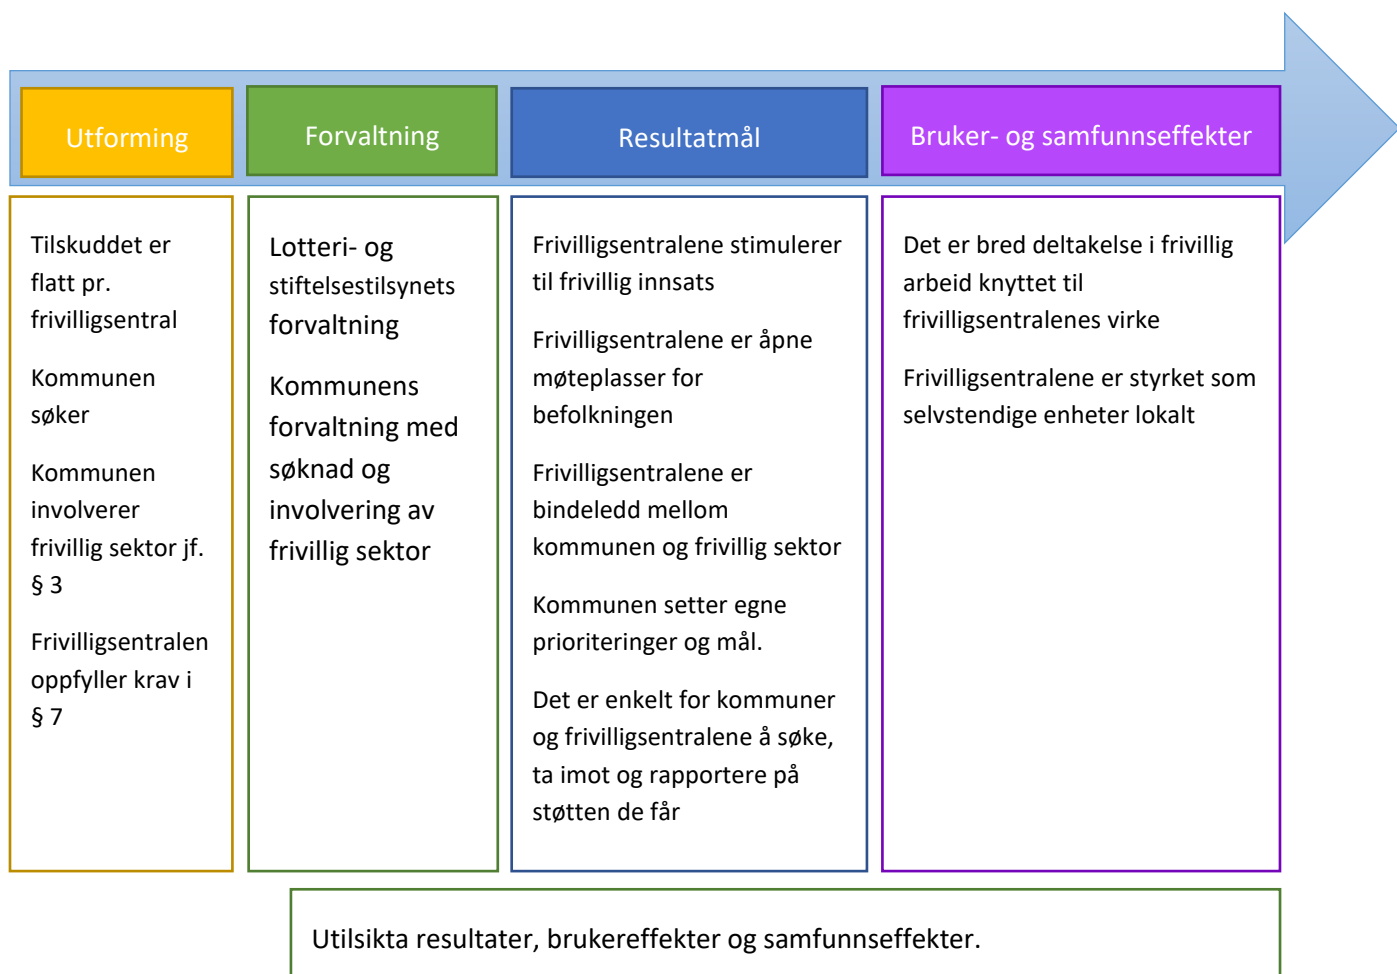 Utforming
Forvaltning
Resultatmål
Bruker- og samfunnseffekter
Tilskuddet er
flatt pr.
frivilligsentral
Kommunen
søker
Kommunen
involverer
frivillig sektor jf.
§ 3
Frivilligsentralen
oppfyller krav i
§ 7
Lotteri- og
stiftelsestilsynets
forvaltning
Kommunens
forvaltning med
søknad og
involvering av
frivillig sektor
Frivilligsentralene stimulerer
til frivillig innsats
Frivilligsentralene er åpne
møteplasser for
befolkningen
Frivilligsentralene er
bindeledd mellom
kommunen og frivillig sektor
Kommunen setter egne
prioriteringer og mål.
Det er enkelt for kommuner
og frivilligsentralene å søke,
ta imot og rapportere på
støtten de får
Det er bred deltakelse i frivillig
arbeid knyttet til
frivilligsentralenes virke
Frivilligsentralene er styrket som
selvstendige enheter lokalt
Utilsikta resultater, brukereffekter og samfunnseffekter.